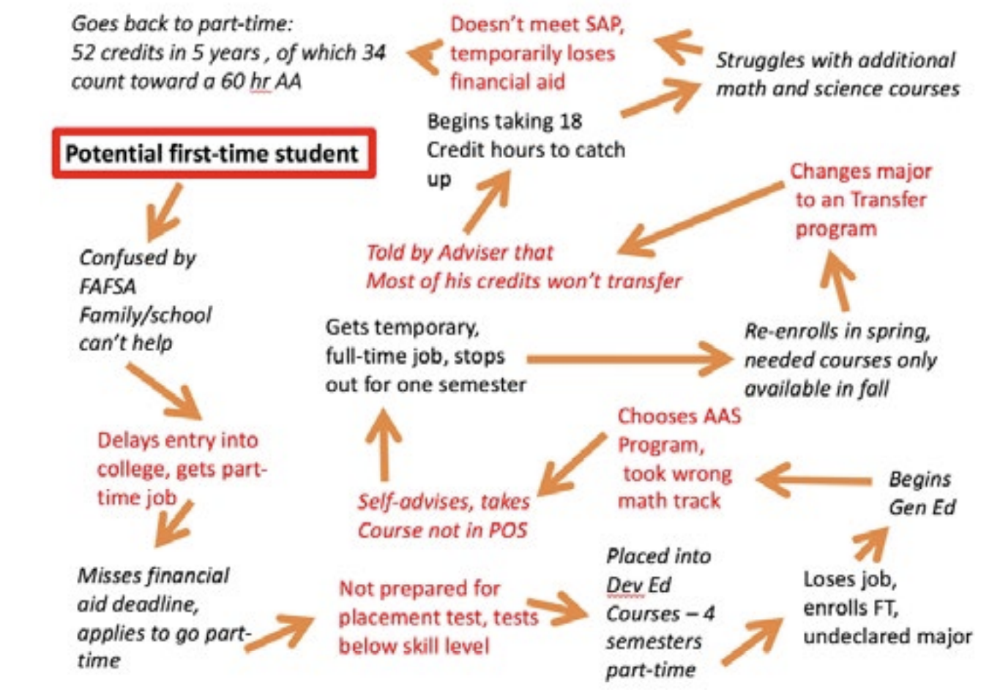 Goes back to part-time:
52 credits in 5 years , of which 34
count toward a 60 hr AA
Doesn't meet SAP,
temporarily loses
financial aid
Struggles with additional
math and science courses
Begins taking 18
Credit hours to catch
up
Potential first-time student
Changes major
to an Transfer
program
Told by Adviser that
Most of his credits won't transfer
Confused by
FAFSA
Family/school
can't help
Gets temporary,
full-time job, stops
out for one semester
Re-enrolls in spring,
needed courses only
available in fall
Delays entry into
college, gets part-
time job
Chooses AAS
Program,
took wrong
math track
Begins
Gen Ed
Self-advises, takes
Course not in POS
Misses financial
aid deadline,
applies to go part-
time
Not prepared for
placement test, tests
below skill level
Placed into
Dev Ed
Courses – 4
semesters
part-time
Loses job,
enrolls FT,
undeclared major